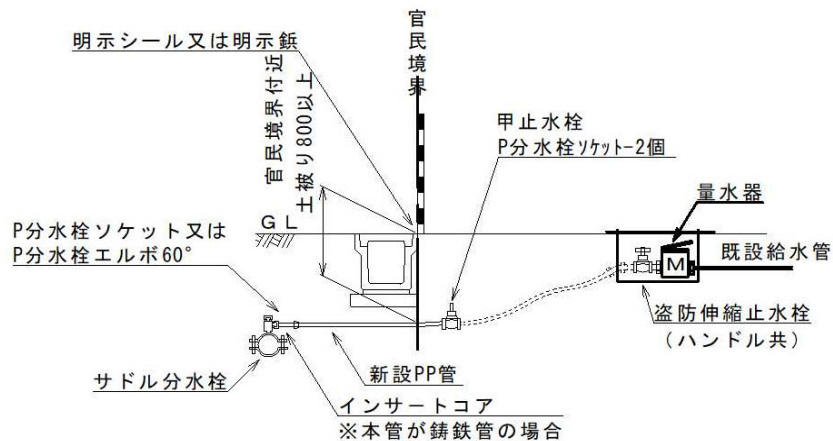 明示シール又は明示鋲
官民境界付近
土被り800以上
官民境界
甲止水栓
P分水栓ソケット-2個
量水器
GL
P分水栓ソケット又は
P分水栓エルボ60°
M
既設給水管
盗防伸縮止水栓
(ハンドル共)
サドル分水栓
新設PP管
インサートコア
※本管が鋳鉄管の場合